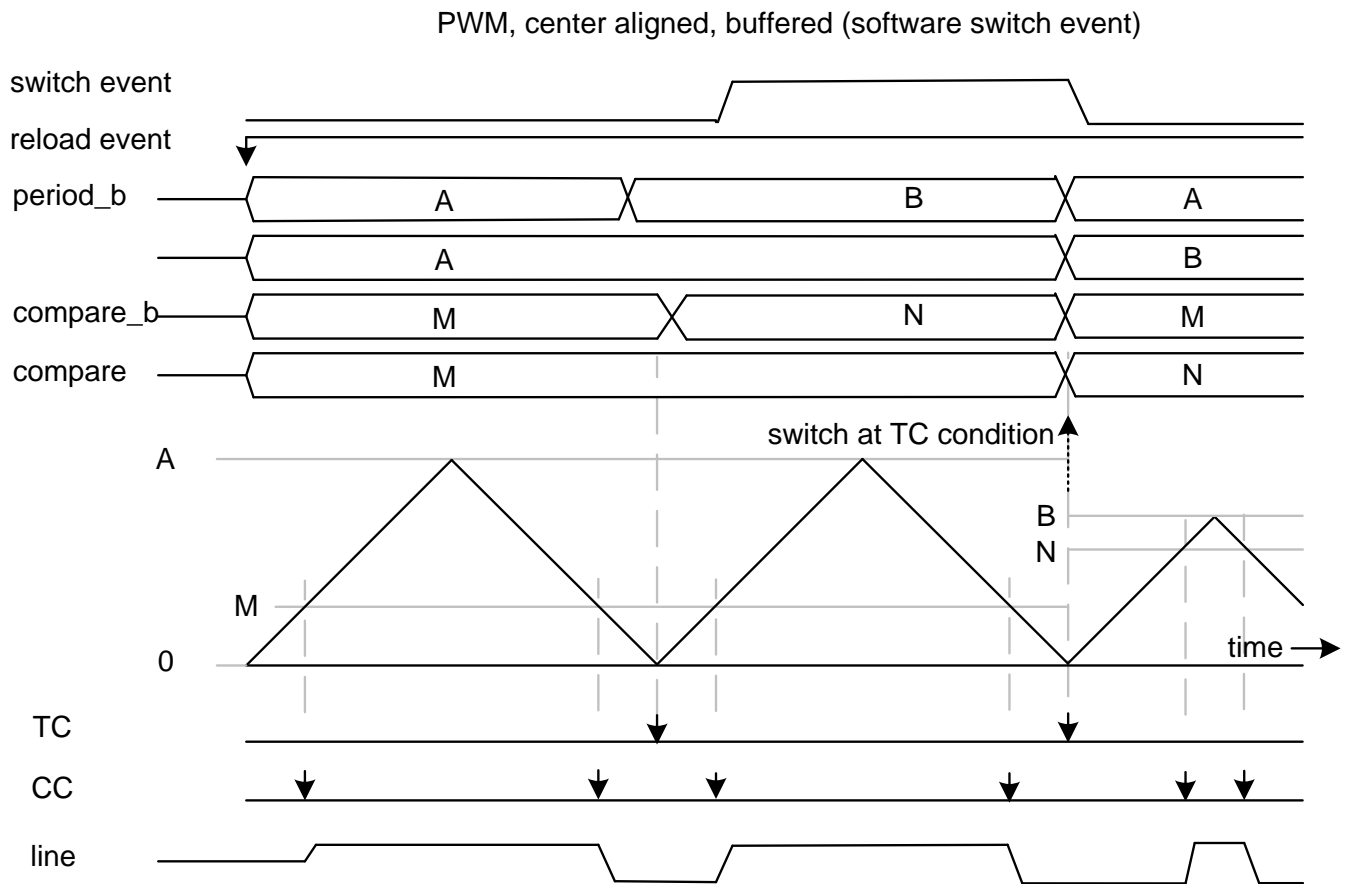 PWM, center aligned, buffered (software switch event)
switch event
reload event
period_b
A
B
A
A
B
compare_b
M
N
M
compare
M
N
switch at TC condition
A
B
N
M
time
0
TC
CC
line